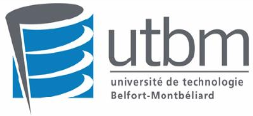 utbm
université de technologie
Belfort-Montbéliard